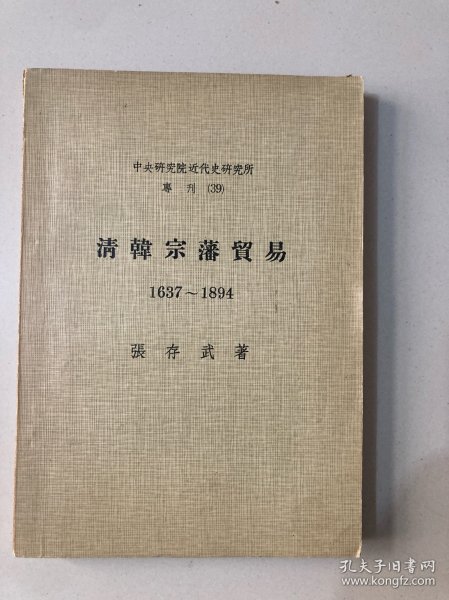 中央研究院近代史研究所
專刊(39)
清韓宗藩貿易
1637～1894
張存武著
孔夫子旧书网
www.kongfz.com